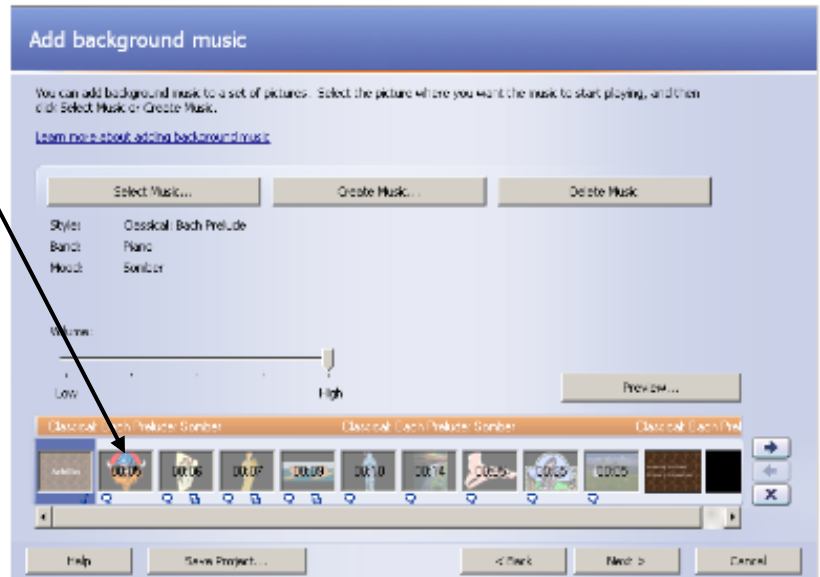 Add background music
You can add background music to a set of pictures. Select the picture where you want the music to start playing, and then
click Select Music or Create Music.
Learn more about adding background music
Select Music... Create Music... Delete Music
Style: Classical: Bach Prelude
Band: Piano
Mood: Somber
Volume:
Low High
Preview...
Classical: Bach Prelude: Somber Classical: Bach Prelude: Somber Classical: Bach Prel
Achilles 00:05 00:06 00:07 00:09 00:10 00:14 00:05
Help Save Project... < Back Next > Cancel